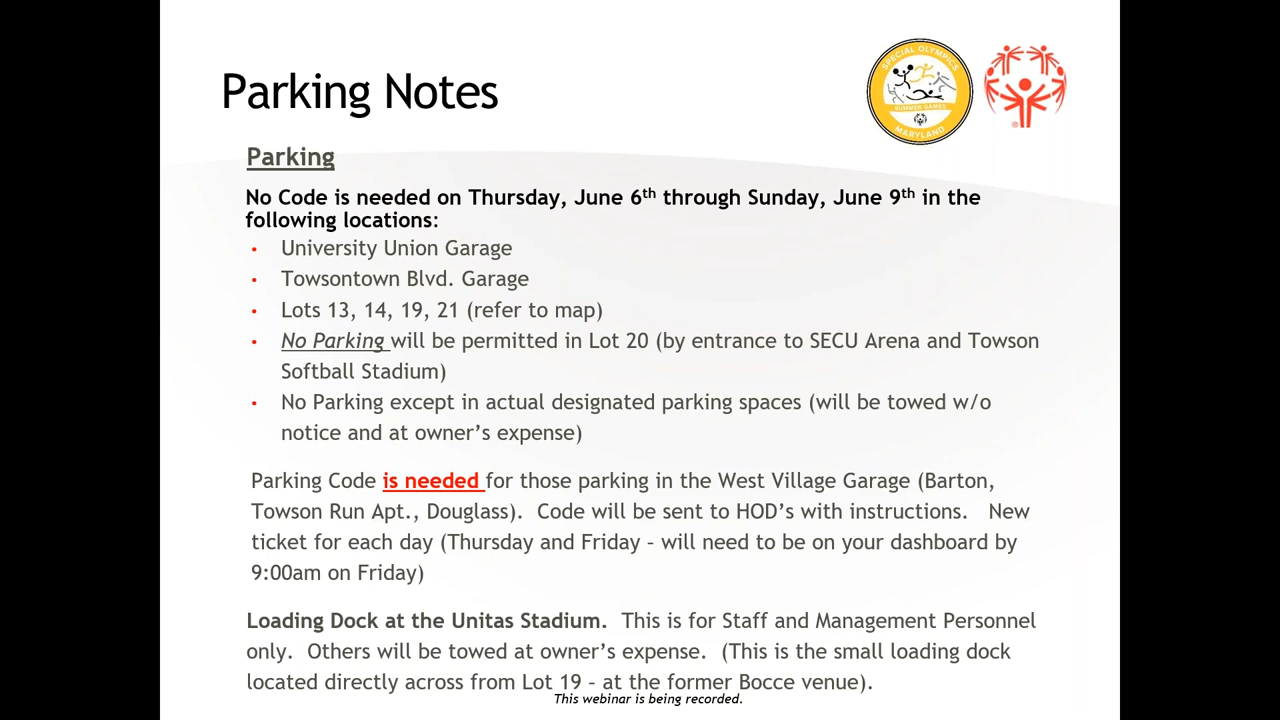 Parking Notes
SPECIAL OLYMPICS
SUMMER GAMES
MARYLAND
Parking
No Code is needed on Thursday, June 6th through Sunday, June 9th in the
following locations:
• University Union Garage
• Towsontown Blvd. Garage
• Lots 13, 14, 19, 21 (refer to map)
• No Parking will be permitted in Lot 20 (by entrance to SECU Arena and Towson
Softball Stadium)
• No Parking except in actual designated parking spaces (will be towed w/o
notice and at owner’s expense)
Parking Code is needed for those parking in the West Village Garage (Barton,
Towson Run Apt., Douglass).  Code will be sent to HOD’s with instructions.   New
ticket for each day (Thursday and Friday – will need to be on your dashboard by
9:00am on Friday)
Loading Dock at the Unitas Stadium.  This is for Staff and Management Personnel
only.  Others will be towed at owner’s expense.  (This is the small loading dock
located directly across from Lot 19 – at the former Bocce venue).
This webinar is being recorded.